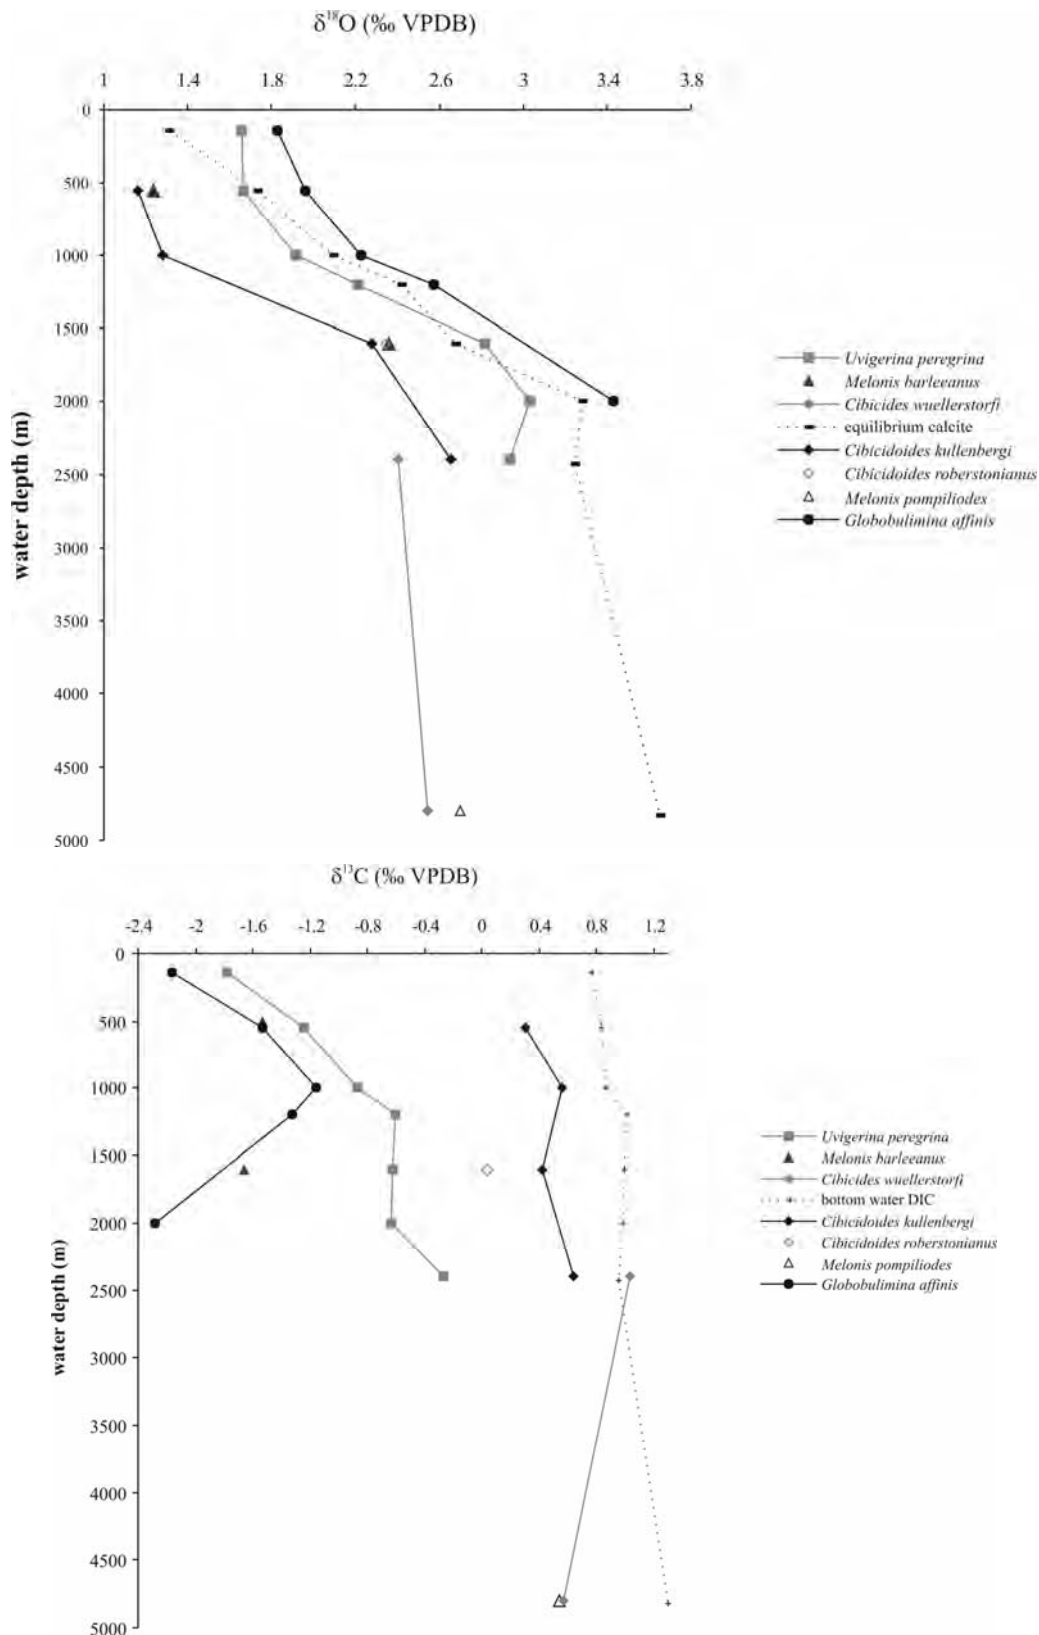 δ¹⁸O (‰ VPDB)
1 1.4 1.8 2.2 2.6 3 3.4 3.8
0
500
1000
1500
2000
2500
3000
3500
4000
4500
5000
water depth (m)
Uvigerina peregrina
Melonis barleeanus
Cibicides wuellerstorfi
equilibrium calcite
Cibicidoides kullenbergi
Cibicidoides roberstonianus
Melonis pompiliodes
Globobulimina affinis
δ¹³C (‰ VPDB)
-2.4 -2 -1.6 -1.2 -0.8 -0.4 0 0.4 0.8 1.2
0
500
1000
1500
2000
2500
3000
3500
4000
4500
5000
water depth (m)
Uvigerina peregrina
Melonis barleeanus
Cibicides wuellerstorfi
bottom water DIC
Cibicidoides kullenbergi
Cibicidoides roberstonianus
Melonis pompiliodes
Globobulimina affinis